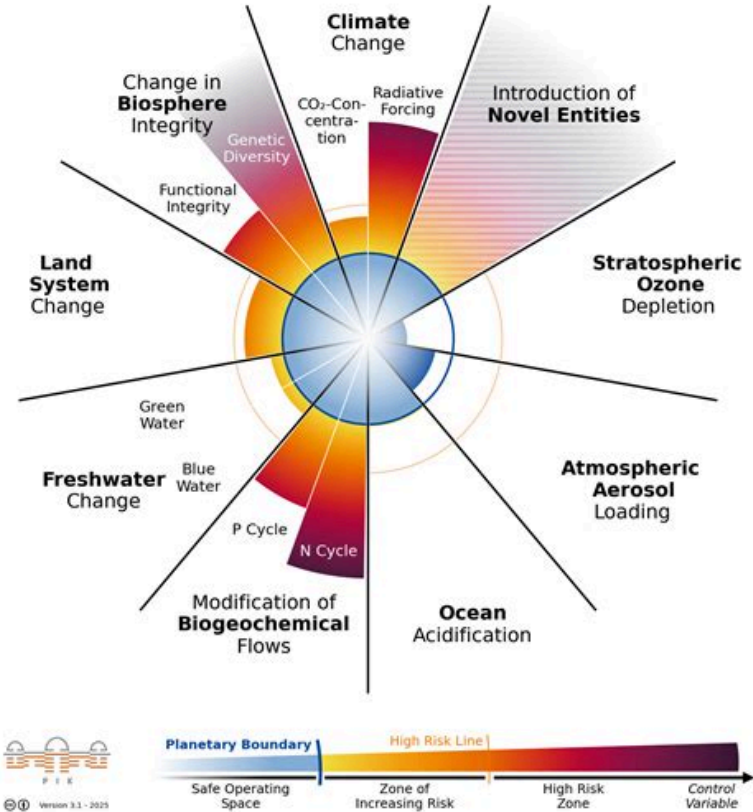 Climate
Change
CO₂-Con-
centra-
tion
Radiative
Forcing
Introduction of
Novel Entities
Stratospheric
Ozone
Depletion
Atmospheric
Aerosol
Loading
Ocean
Acidification
Modification of
Biogeochemical
Flows
P Cycle
N Cycle
Freshwater
Change
Green
Water
Blue
Water
Land
System
Change
Change in
Biosphere
Integrity
Genetic
Diversity
Functional
Integrity
Planetary Boundary
High Risk Line
Safe Operating
Space
Zone of
Increasing Risk
High Risk
Zone
Control
Variable
P I K
Version 3.1 - 2025